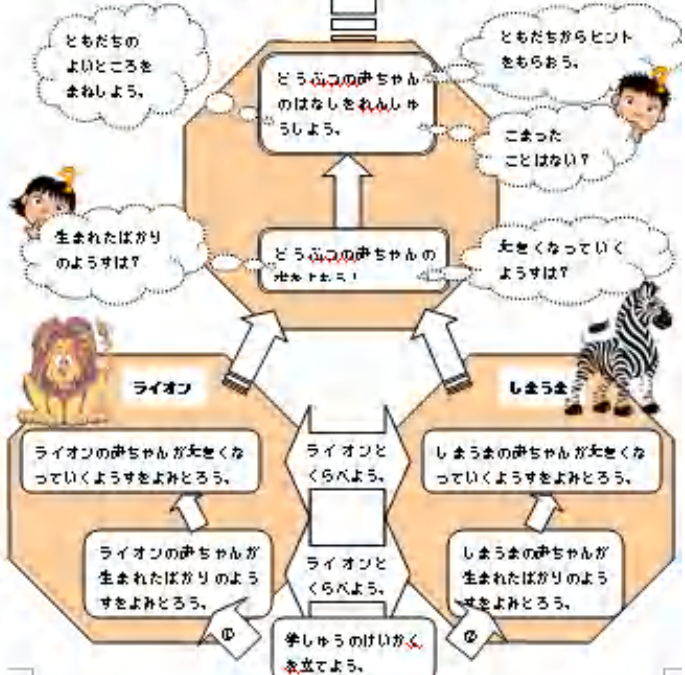 ともだちの
よいところを
まねしよう。
ともだちからヒント
をもらおう。
どうぶつの赤ちゃん
のはなしをれんしゅ
うしよう。
こまった
ことはない？
生まれたばかり
のようすは？
どうぶつの赤ちゃんの
大きくなっていく
ようすは？
ライオン
しまうま
ライオンの赤ちゃんが大きくな
っていくようすをよみとろう。
ライオンと
くらべよう。
しまうまの赤ちゃんが大きくな
っていくようすをよみとろう。
ライオンの赤ちゃんが
生まれたばかりのよう
すをよみとろう。
ライオンと
くらべよう。
しまうまの赤ちゃんが
生まれたばかりのよう
すをよみとろう。
①
②
学しゅうのけいかく
を立てよう。